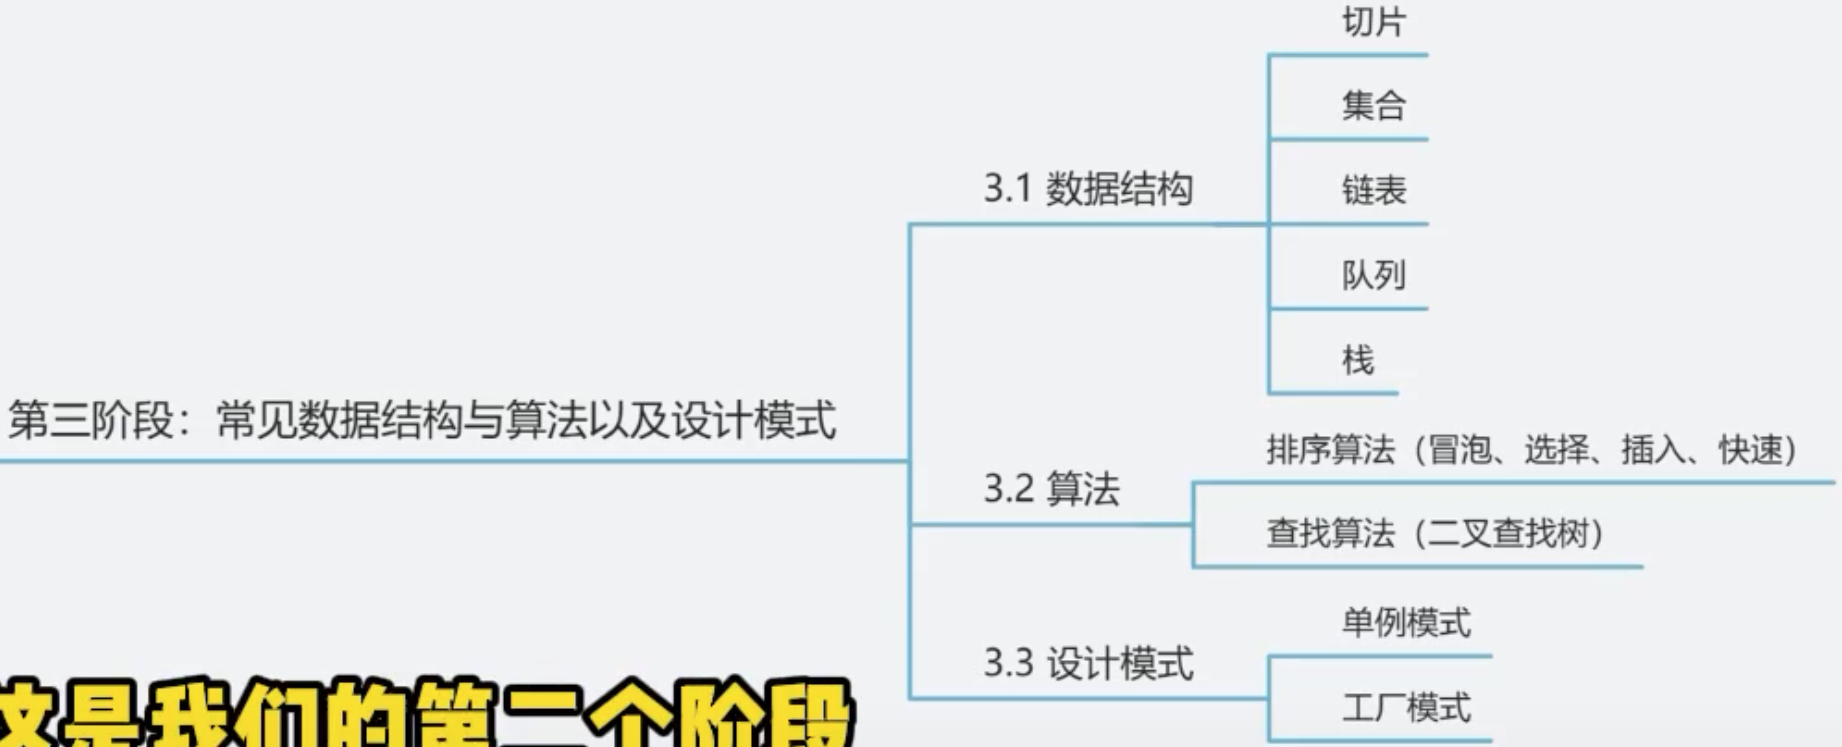 切片
集合
3.1 数据结构
链表
队列
栈
第三阶段：常见数据结构与算法以及设计模式
排序算法（冒泡、选择、插入、快速）
3.2 算法
查找算法（二叉查找树）
单例模式
3.3 设计模式
工厂模式
这是我们的第二个阶段